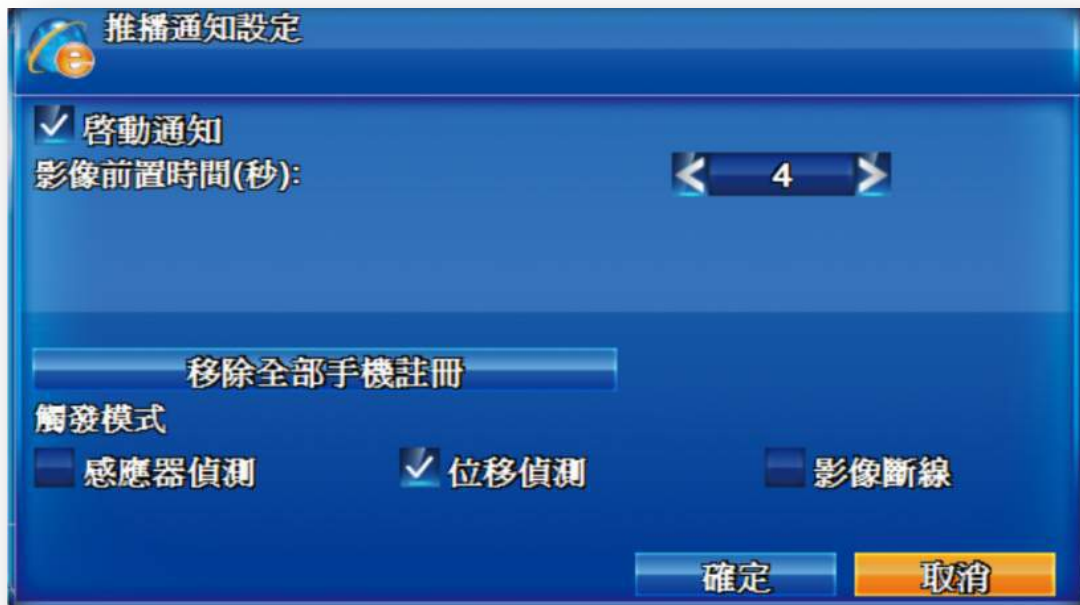 推播通知設定
啓動通知
影像前置時間(秒):
4
移除全部手機註冊
觸發模式
感應器偵測 位移偵測 影像斷線
確定 取消